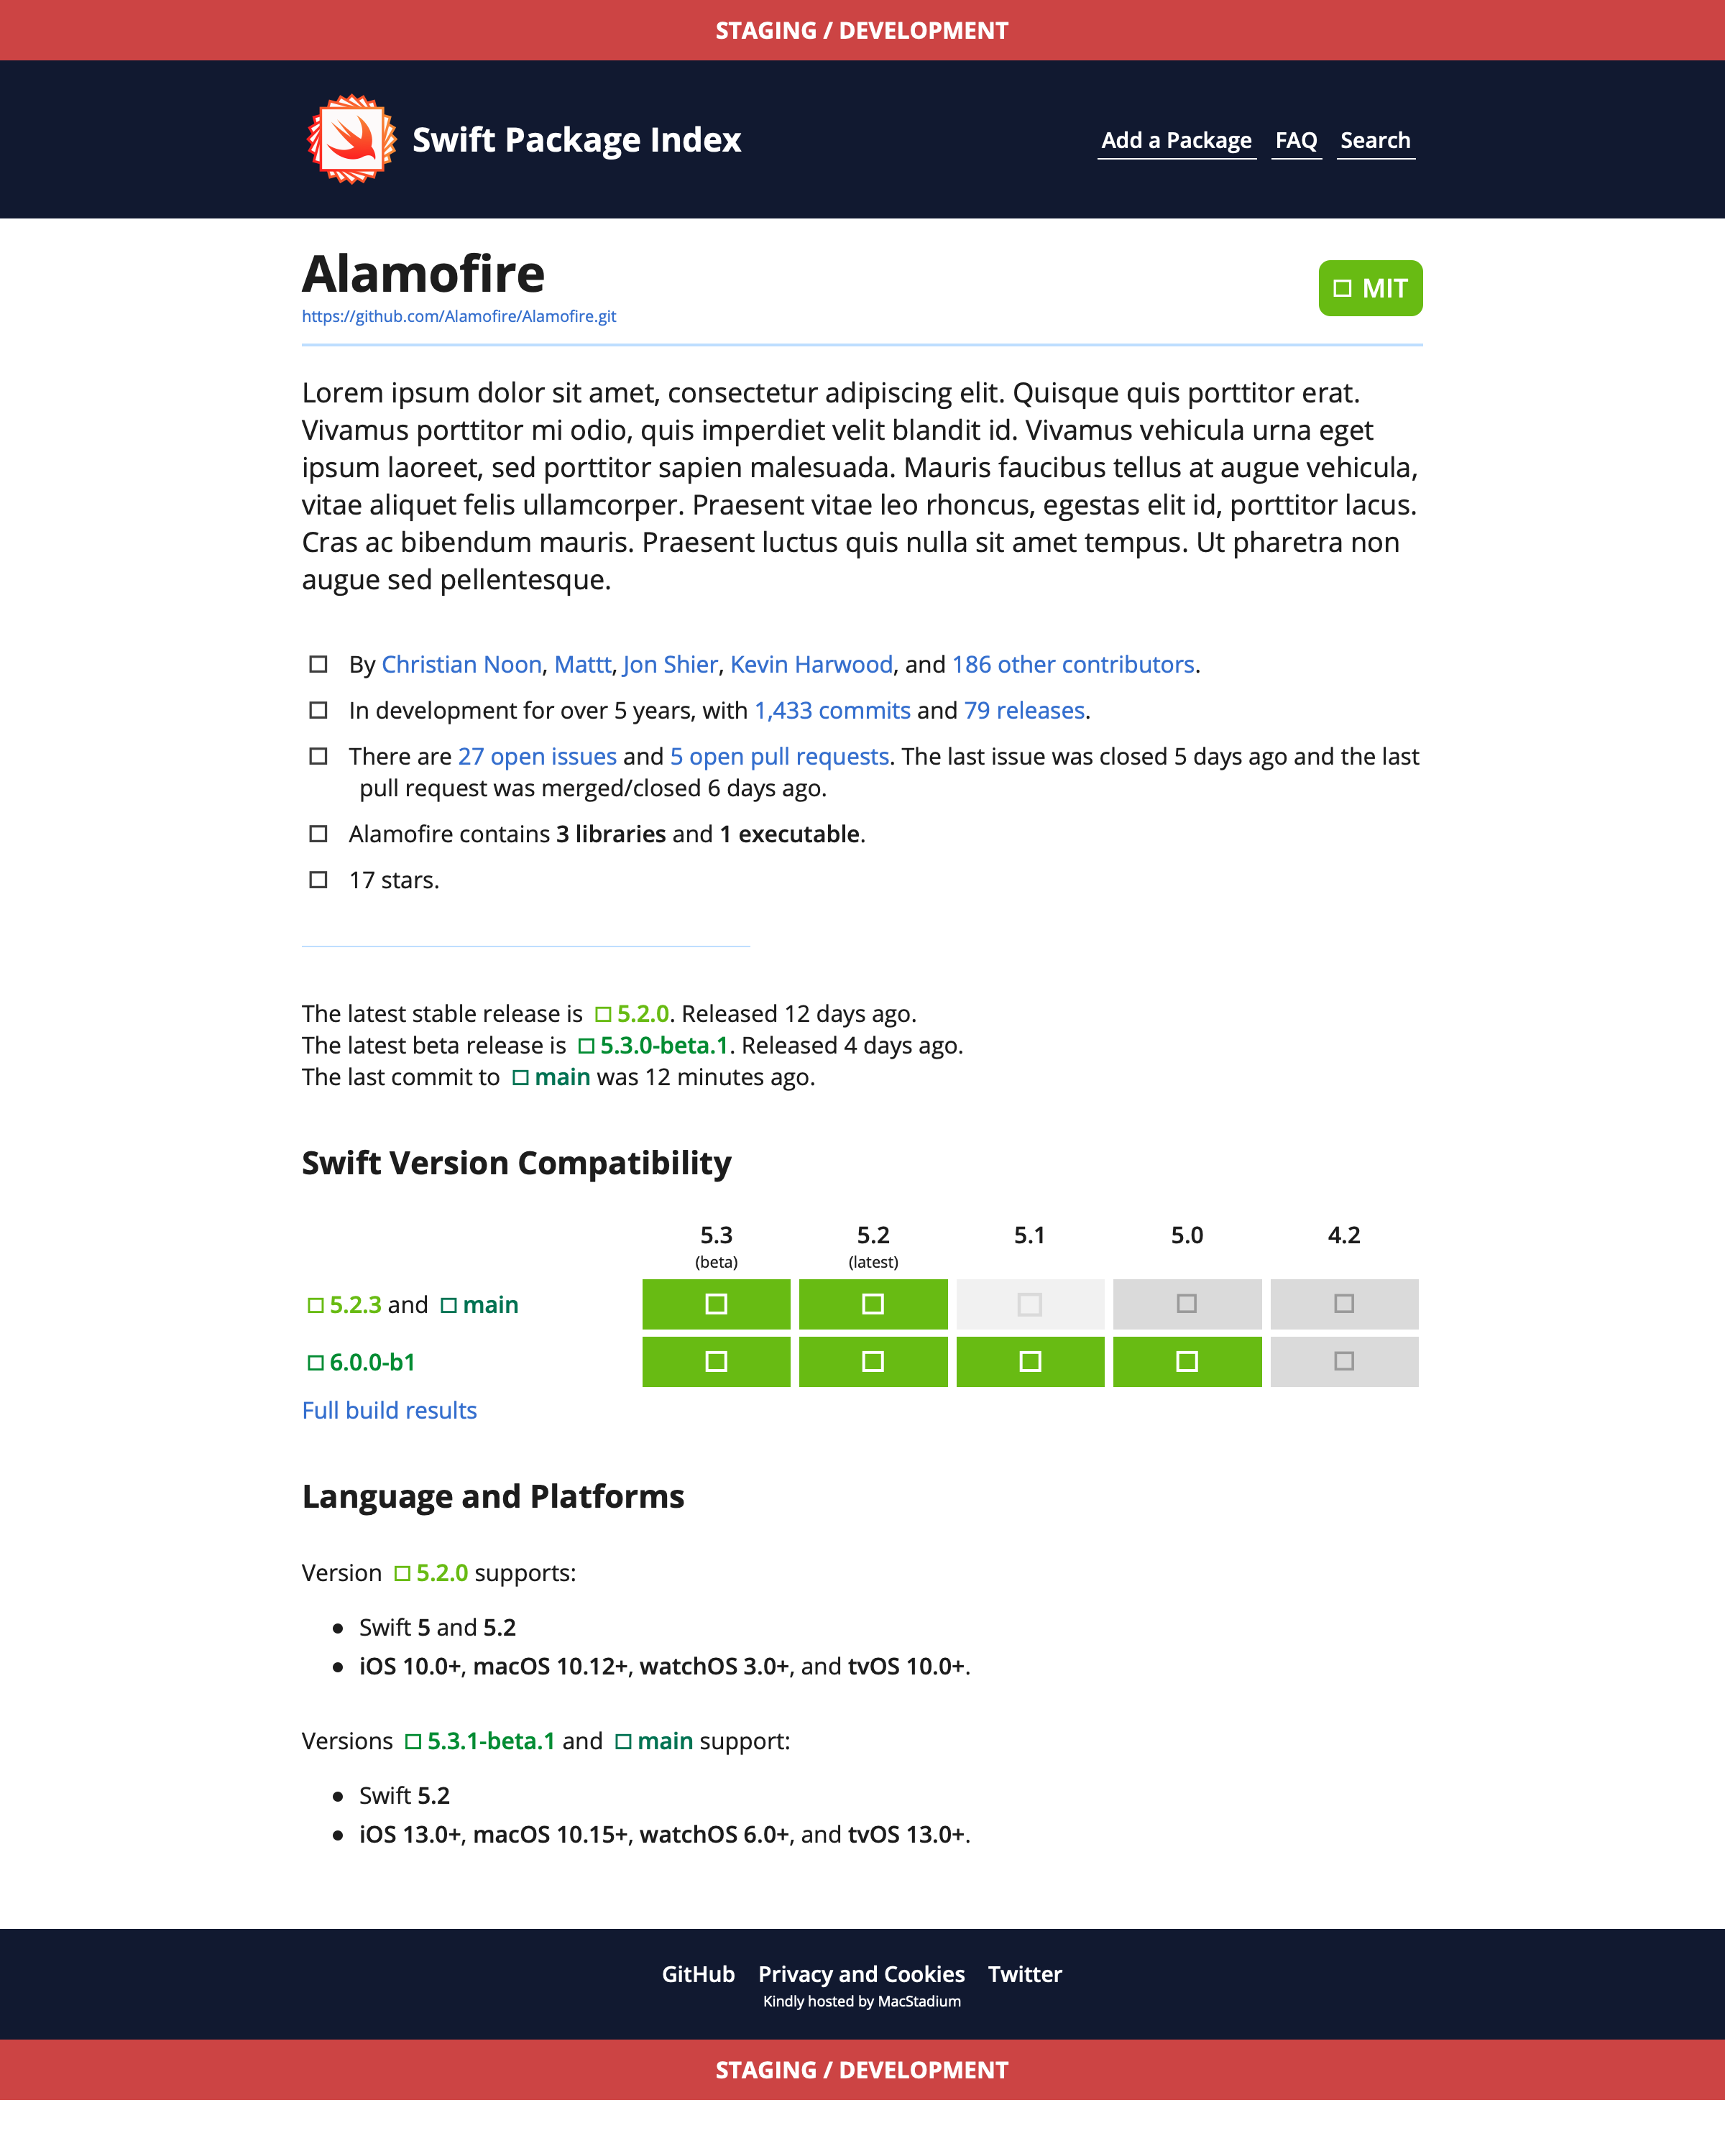 STAGING / DEVELOPMENT
Swift Package Index
Add a Package FAQ Search
Alamofire
MIT
https://github.com/Alamofire/Alamofire.git
Lorem ipsum dolor sit amet, consectetur adipiscing elit. Quisque quis porttitor erat.
Vivamus porttitor mi odio, quis imperdiet velit blandit id. Vivamus vehicula urna eget
ipsum laoreet, sed porttitor sapien malesuada. Mauris faucibus tellus at augue vehicula,
vitae aliquet felis ullamcorper. Praesent vitae leo rhoncus, egestas elit id, porttitor lacus.
Cras ac bibendum mauris. Praesent luctus quis nulla sit amet tempus. Ut pharetra non
augue sed pellentesque.
By Christian Noon, Mattt, Jon Shier, Kevin Harwood, and 186 other contributors.
In development for over 5 years, with 1,433 commits and 79 releases.
There are 27 open issues and 5 open pull requests. The last issue was closed 5 days ago and the last
pull request was merged/closed 6 days ago.
Alamofire contains 3 libraries and 1 executable.
17 stars.
The latest stable release is 5.2.0. Released 12 days ago.
The latest beta release is 5.3.0-beta.1. Released 4 days ago.
The last commit to main was 12 minutes ago.
Swift Version Compatibility
5.3 5.2 5.1 5.0 4.2
(beta) (latest)
5.2.3 and main
6.0.0-b1
Full build results
Language and Platforms
Version 5.2.0 supports:
Swift 5 and 5.2
iOS 10.0+, macOS 10.12+, watchOS 3.0+, and tvOS 10.0+.
Versions 5.3.1-beta.1 and main support:
Swift 5.2
iOS 13.0+, macOS 10.15+, watchOS 6.0+, and tvOS 13.0+.
GitHub Privacy and Cookies Twitter
Kindly hosted by MacStadium
STAGING / DEVELOPMENT